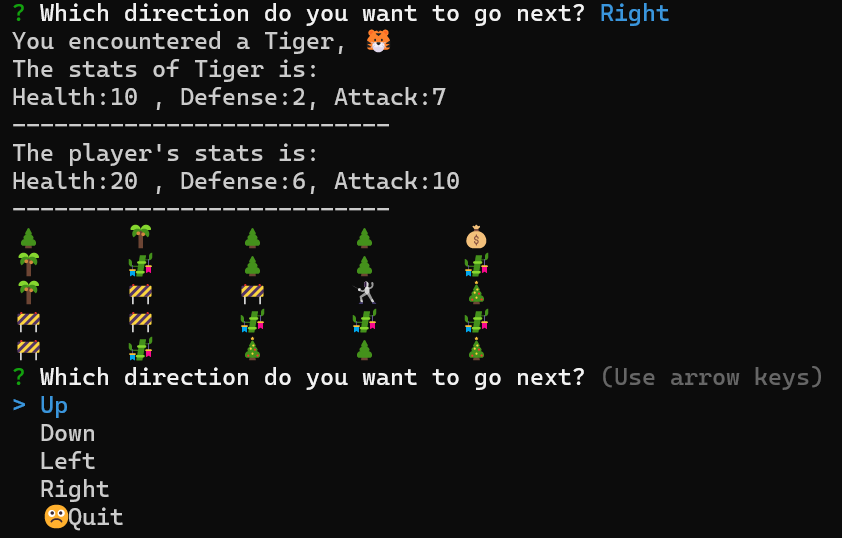 ? Which direction do you want to go next? Right
You encountered a Tiger, 🐯
The stats of Tiger is:
Health:10 , Defense:2, Attack:7
---------------------------
The player's stats is:
Health:20 , Defense:6, Attack:10
---------------------------
? Which direction do you want to go next? (Use arrow keys)
> Up
Down
Left
Right
🙁Quit